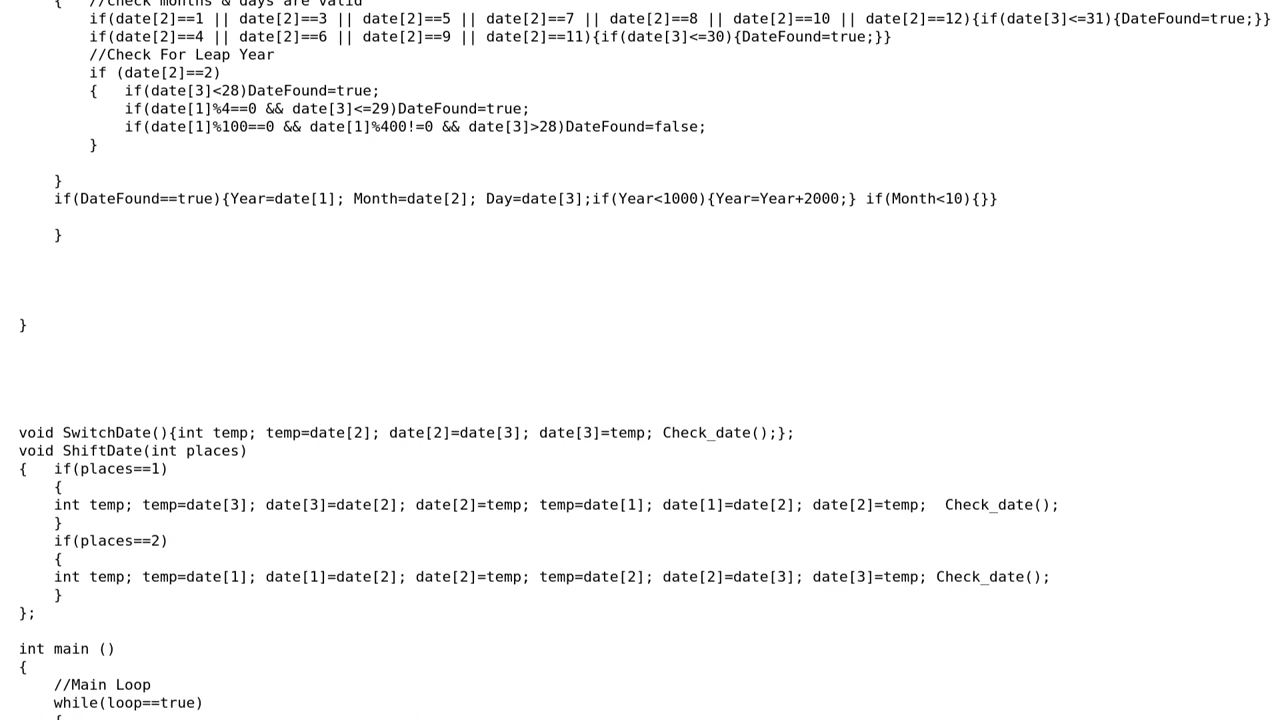 {   //check months & days are valid
if(date[2]==1 || date[2]==3 || date[2]==5 || date[2]==7 || date[2]==8 || date[2]==10 || date[2]==12){if(date[3]<=31){DateFound=true;}}
if(date[2]==4 || date[2]==6 || date[2]==9 || date[2]==11){if(date[3]<=30){DateFound=true;}}
//Check For Leap Year
if (date[2]==2)
{   if(date[3]<28)DateFound=true;
if(date[1]%4==0 && date[3]<=29)DateFound=true;
if(date[1]%100==0 && date[1]%400!=0 && date[3]>28)DateFound=false;
}
}
if(DateFound==true){Year=date[1]; Month=date[2]; Day=date[3];if(Year<1000){Year=Year+2000;} if(Month<10){}}
}
}
void SwitchDate(){int temp; temp=date[2]; date[2]=date[3]; date[3]=temp; Check_date();};
void ShiftDate(int places)
{   if(places==1)
{
int temp; temp=date[3]; date[3]=date[2]; date[2]=temp; temp=date[1]; date[1]=date[2]; date[2]=temp;  Check_date();
}
if(places==2)
{
int temp; temp=date[1]; date[1]=date[2]; date[2]=temp; temp=date[2]; date[2]=date[3]; date[3]=temp; Check_date();
}
};
int main ()
{
//Main Loop
while(loop==true)
{